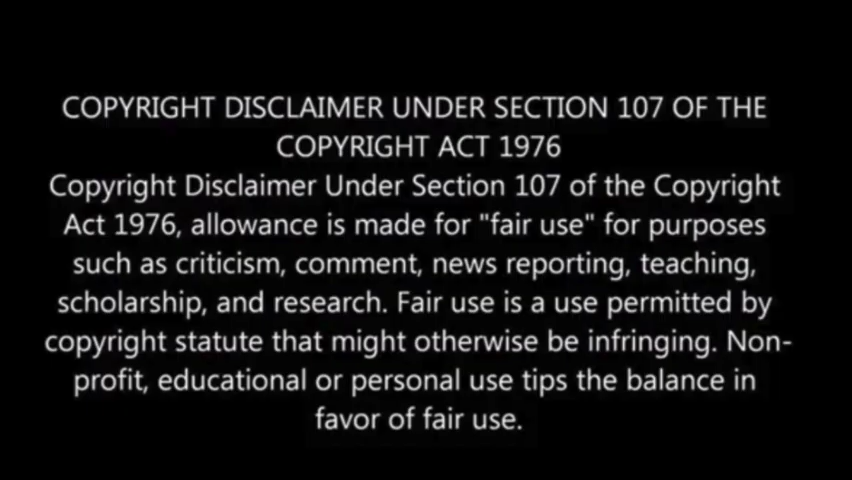 COPYRIGHT DISCLAIMER UNDER SECTION 107 OF THE
COPYRIGHT ACT 1976
Copyright Disclaimer Under Section 107 of the Copyright
Act 1976, allowance is made for "fair use" for purposes
such as criticism, comment, news reporting, teaching,
scholarship, and research. Fair use is a use permitted by
copyright statute that might otherwise be infringing. Non-
profit, educational or personal use tips the balance in
favor of fair use.